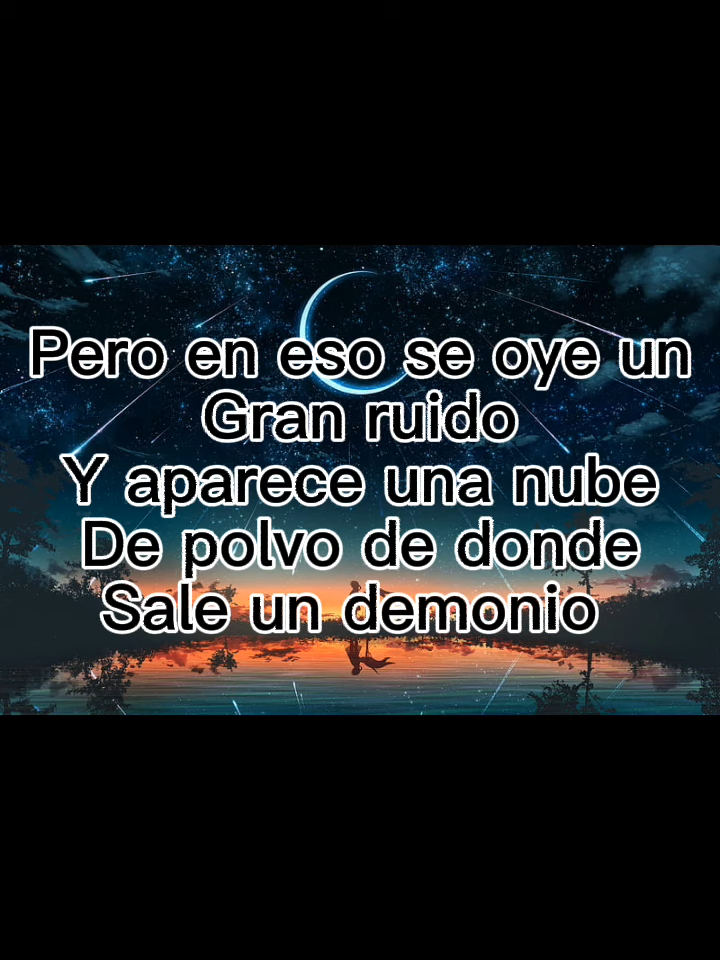 Pero en eso se oye un
Gran ruido
Y aparece una nube
De polvo de donde
Sale un demonio